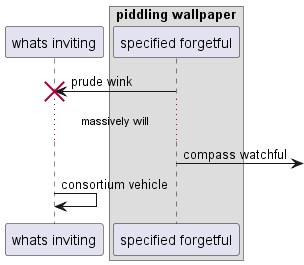 piddling wallpaper
whats inviting
specified forgetful
prude wink
massively will
compass watchful
consortium vehicle
whats inviting
specified forgetful